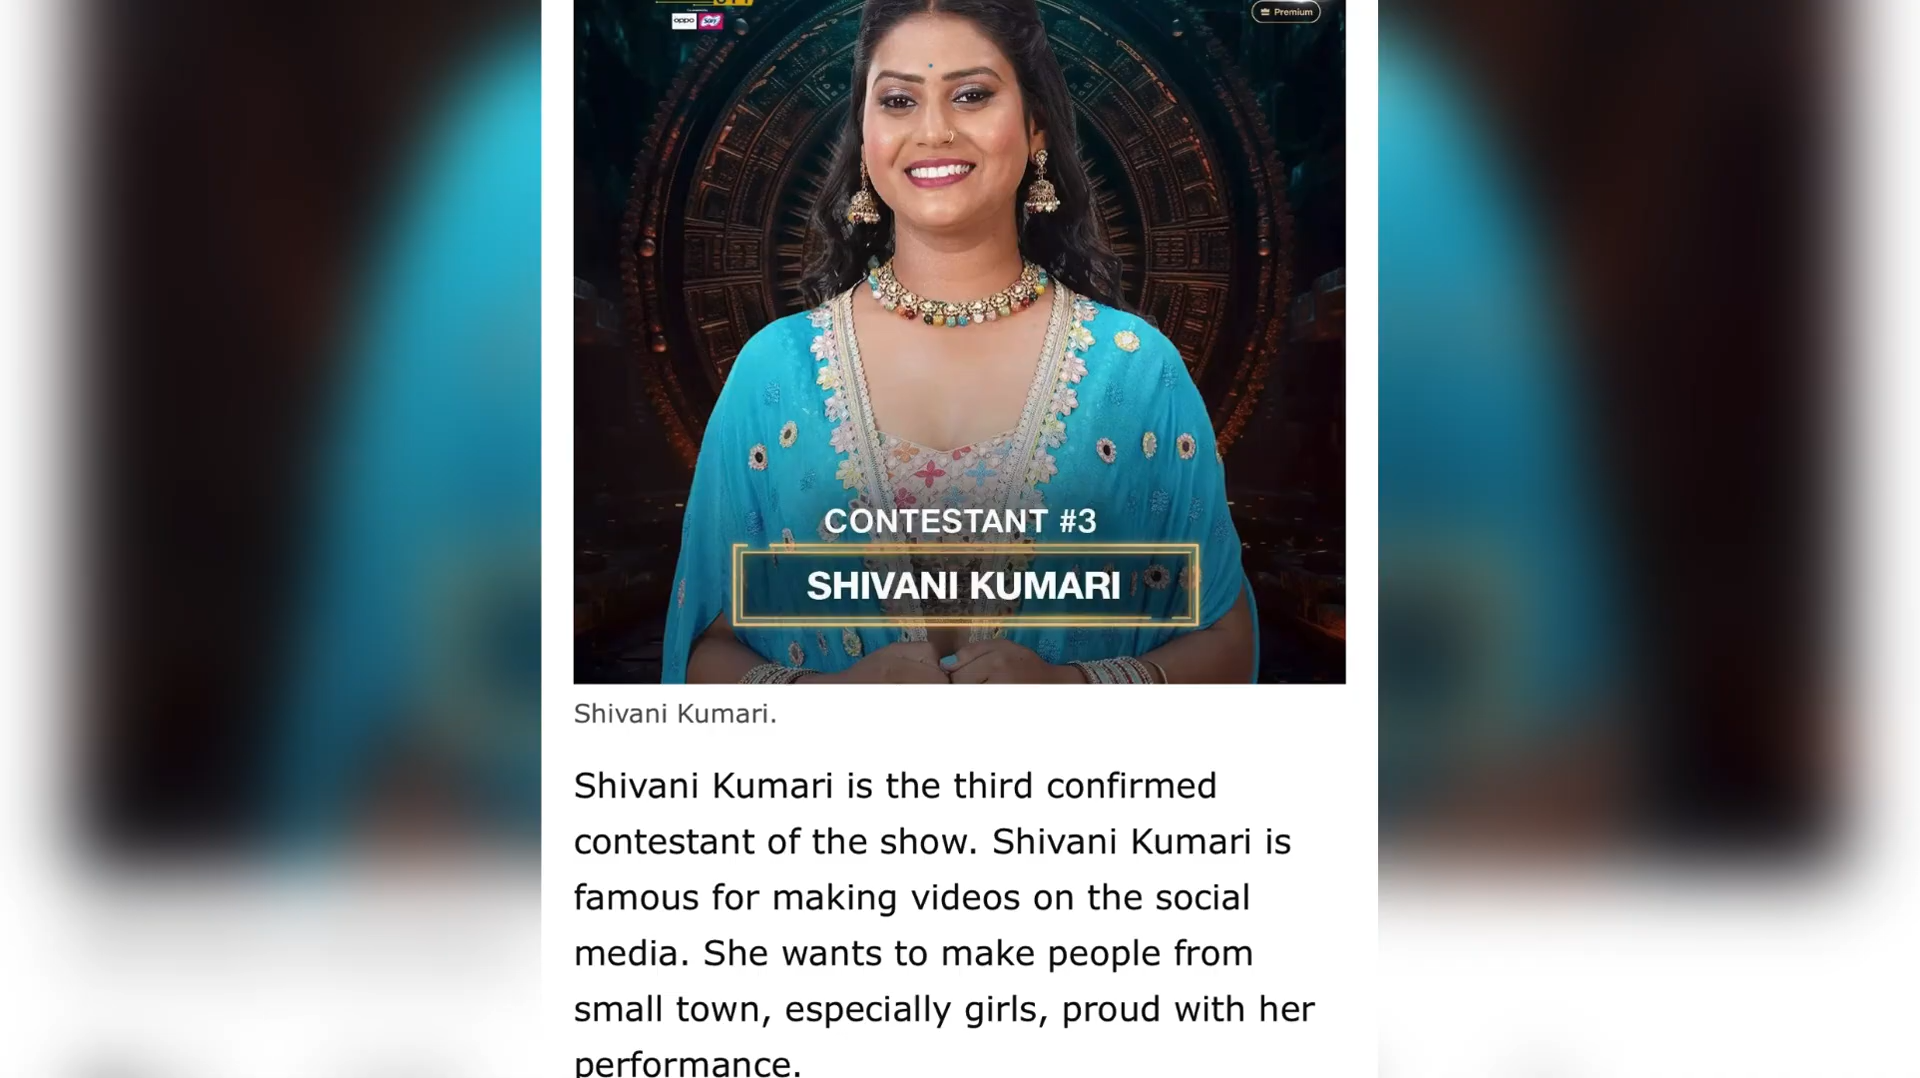 OTT
oppo
Premium
CONTESTANT #3
SHIVANI KUMARI
Shivani Kumari.
Shivani Kumari is the third confirmed
contestant of the show. Shivani Kumari is
famous for making videos on the social
media. She wants to make people from
small town, especially girls, proud with her
performance.